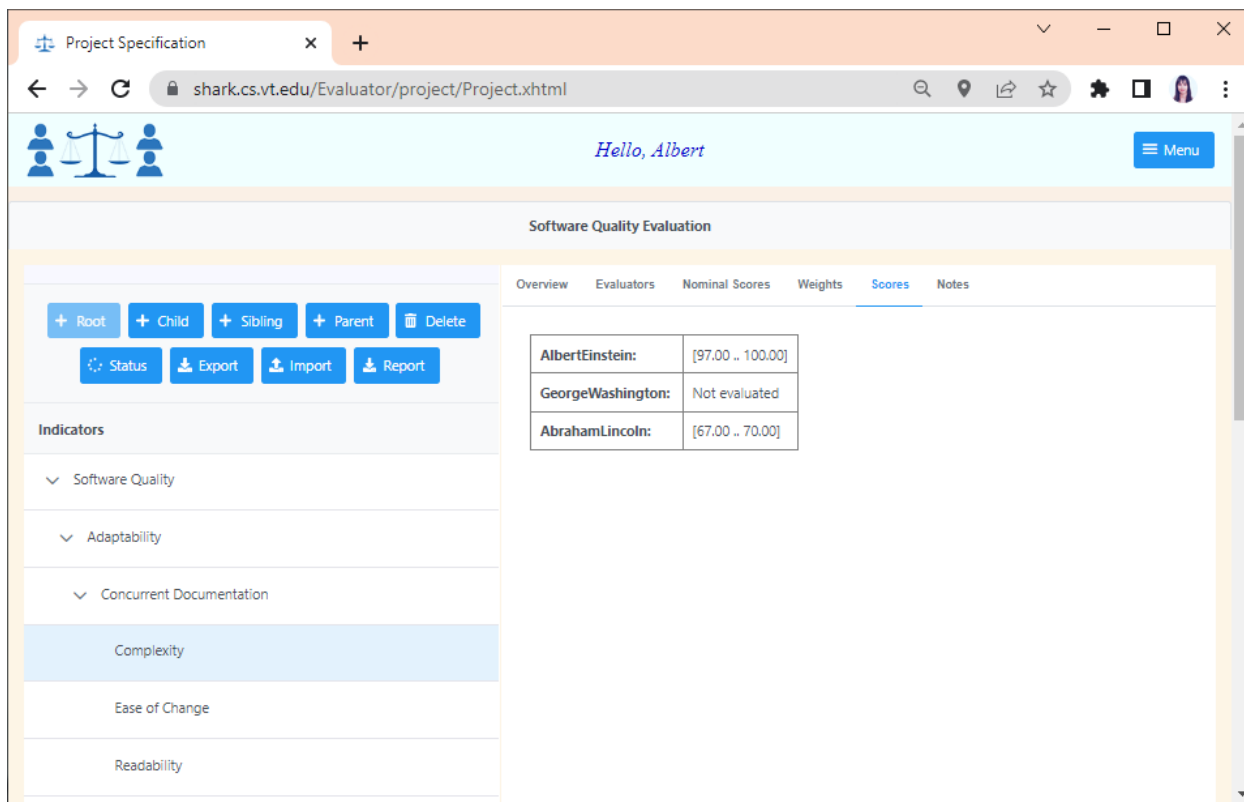 Project Specification
shark.cs.vt.edu/Evaluator/project/Project.xhtml
Hello, Albert
Menu
Software Quality Evaluation
Root Child Sibling Parent Delete
Status Export Import Report
Indicators
Software Quality
Adaptability
Concurrent Documentation
Complexity
Ease of Change
Readability
Overview Evaluators Nominal Scores Weights Scores Notes
AlbertEinstein: [97.00 .. 100.00]
GeorgeWashington: Not evaluated
AbrahamLincoln: [67.00 .. 70.00]